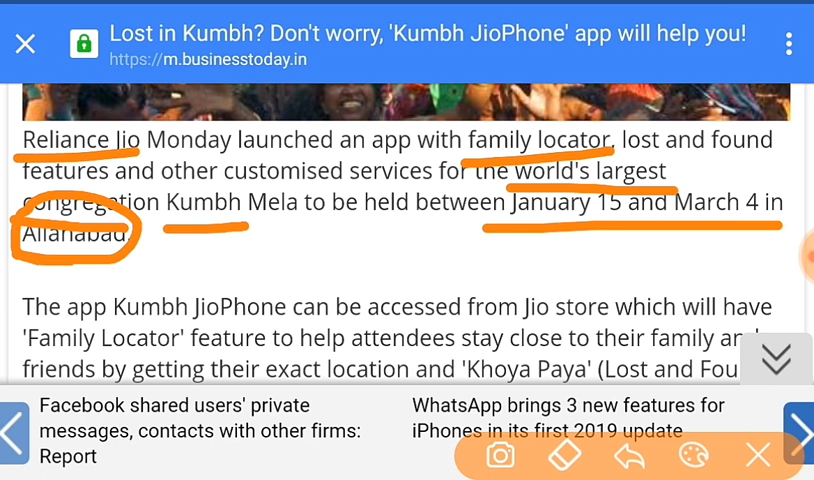 Lost in Kumbh? Don't worry, 'Kumbh JioPhone' app will help you!
https://m.businesstoday.in
Reliance Jio Monday launched an app with family locator, lost and found
features and other customised services for the world's largest
congregation Kumbh Mela to be held between January 15 and March 4 in
Allahabad.
The app Kumbh JioPhone can be accessed from Jio store which will have
'Family Locator' feature to help attendees stay close to their family and
friends by getting their exact location and 'Khoya Paya' (Lost and Fou
Facebook shared users' private
messages, contacts with other firms:
Report
WhatsApp brings 3 new features for
iPhones in its first 2019 update